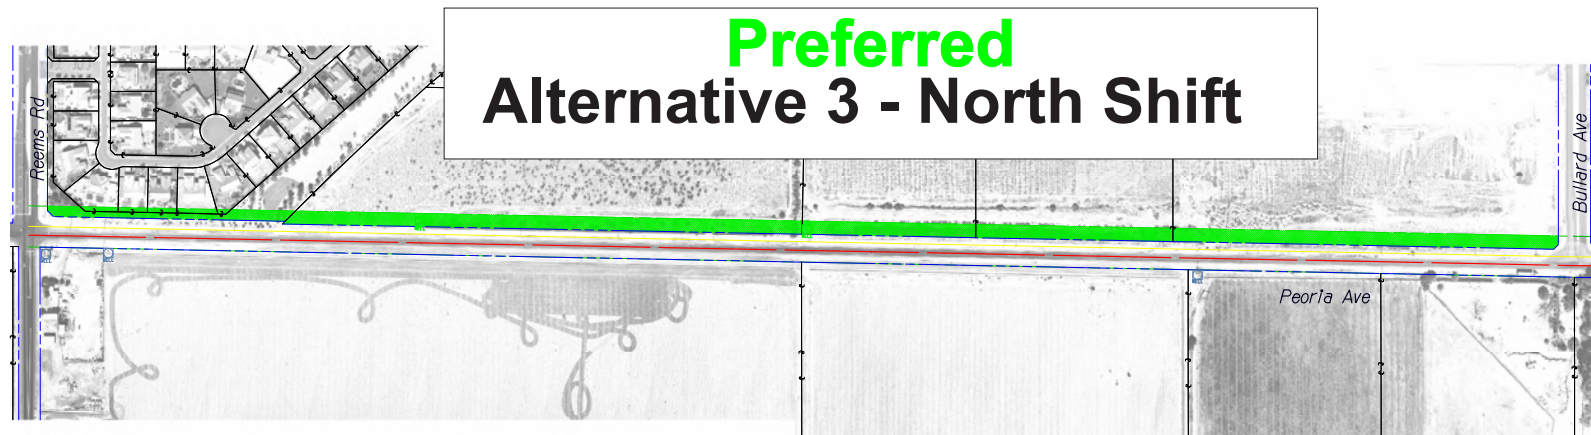 Preferred
Alternative 3 - North Shift
Reems Rd
Bullard Ave
Peoria Ave